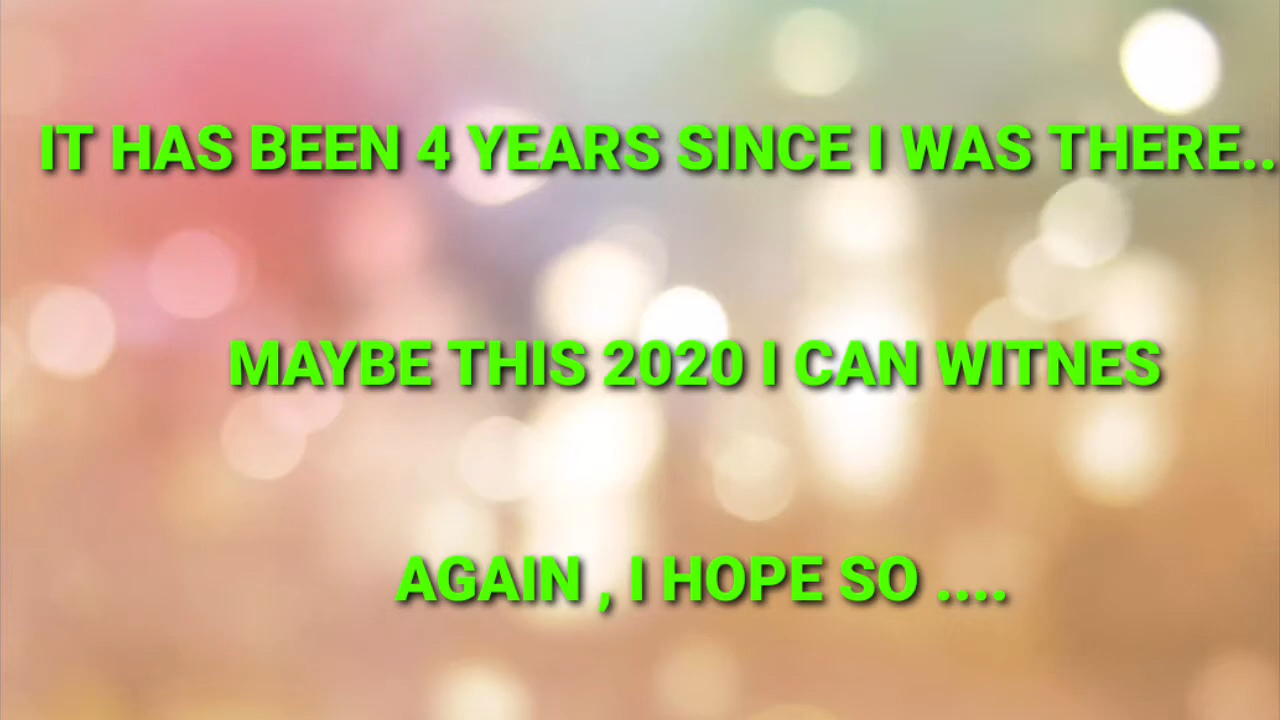 IT HAS BEEN 4 YEARS SINCE I WAS THERE..
MAYBE THIS 2020 I CAN WITNES
AGAIN , I HOPE SO ....